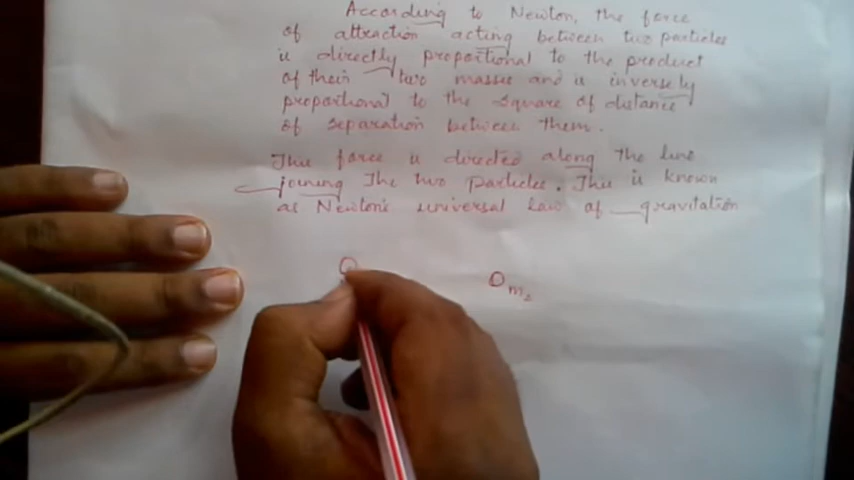 According to Newton, the force
of attraction acting between two particles
is directly proportional to the product
of their two masses and is inversely
proportional to the square of distance
of separation between them.
This force is directed along the line
joining The two particles. This is known
as Newton's universal law of gravitation
m₂